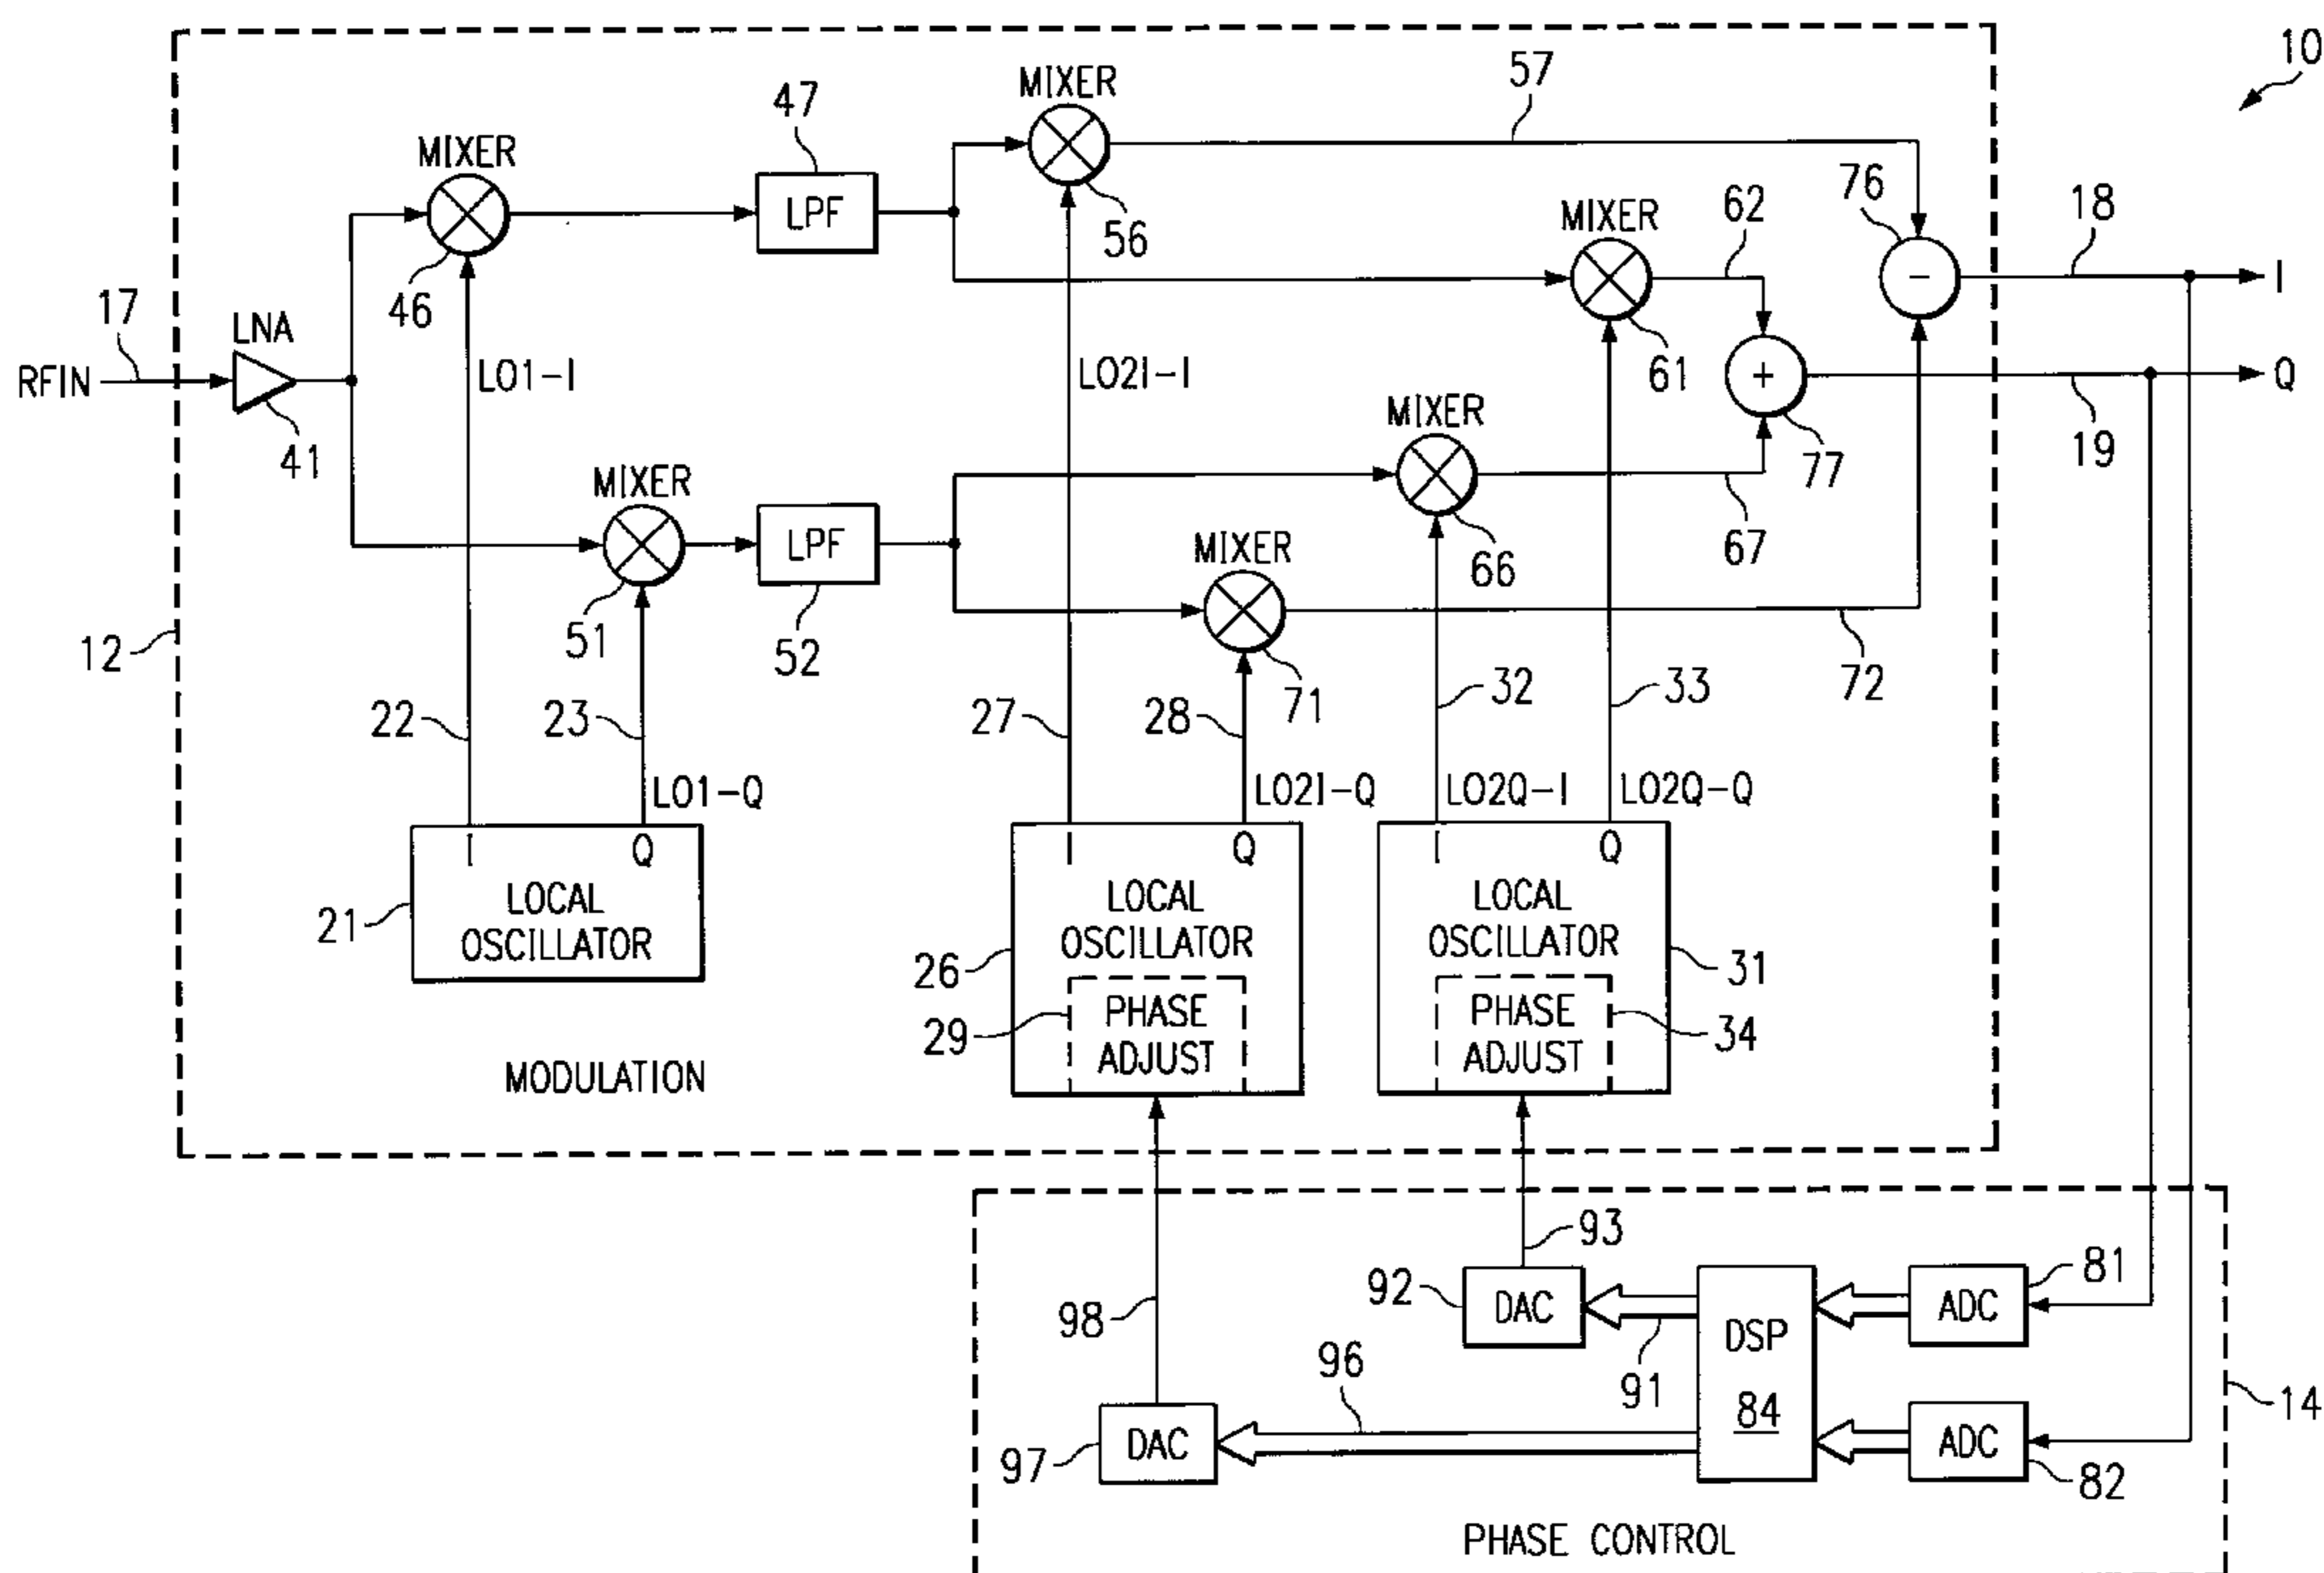 10
57
MIXER
47
MIXER
76
18
LPF
56
MIXER
62
−
I
17
46
LNA
61
RFIN
LO1-I
LO2I-I
+
Q
MIXER
41
MIXER
77
19
LPF
MIXER
66
67
12
51
52
71
72
22
23
27
28
32
33
LO1-Q
LO2I-Q
LO2Q-I
LO2Q-Q
I
Q
I
Q
I
Q
21
LOCAL
OSCILLATOR
26
LOCAL
OSCILLATOR
LOCAL
OSCILLATOR
31
29
PHASE
ADJUST
PHASE
ADJUST
34
MODULATION
93
98
92
DAC
DSP
84
ADC
81
96
91
14
97
DAC
ADC
82
PHASE CONTROL